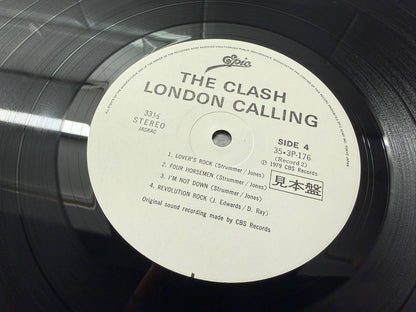 Epic
THE CLASH
LONDON CALLING
33⅓
STEREO
JASRAC
SIDE 4
35・3P-176
(Record 2)
Ⓟ 1979 CBS Records
見本盤
1. LOVER'S ROCK (Strummer/Jones)
2. FOUR HORSEMEN (Strummer/Jones)
3. I'M NOT DOWN (Strummer/Jones)
4. REVOLUTION ROCK (J. Edwards/D. Ray)
Original sound recording made by CBS Records